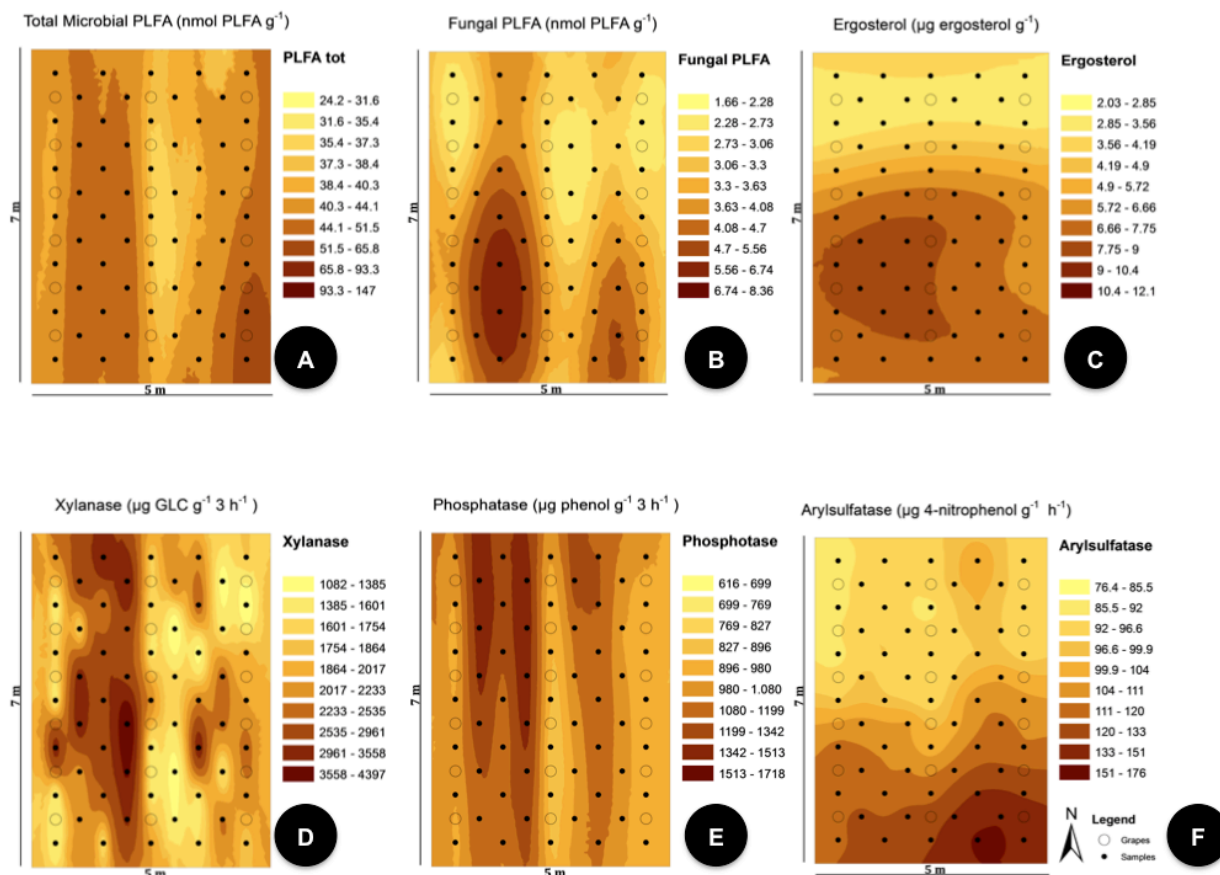 Total Microbial PLFA (nmol PLFA g⁻¹)
PLFA tot
24.2 - 31.6
31.6 - 35.4
35.4 - 37.3
37.3 - 38.4
38.4 - 40.3
40.3 - 44.1
44.1 - 51.5
51.5 - 65.8
65.8 - 93.3
93.3 - 147
7 m
5 m
A
Fungal PLFA (nmol PLFA g⁻¹)
Fungal PLFA
1.66 - 2.28
2.28 - 2.73
2.73 - 3.06
3.06 - 3.3
3.3 - 3.63
3.63 - 4.08
4.08 - 4.7
4.7 - 5.56
5.56 - 6.74
6.74 - 8.36
7 m
5 m
B
Ergosterol (µg ergosterol g⁻¹)
Ergosterol
2.03 - 2.85
2.85 - 3.56
3.56 - 4.19
4.19 - 4.9
4.9 - 5.72
5.72 - 6.66
6.66 - 7.75
7.75 - 9
9 - 10.4
10.4 - 12.1
7 m
5 m
C
Xylanase (µg GLC g⁻¹ 3 h⁻¹ )
Xylanase
1082 - 1385
1385 - 1601
1601 - 1754
1754 - 1864
1864 - 2017
2017 - 2233
2233 - 2535
2535 - 2961
2961 - 3558
3558 - 4397
7 m
5 m
D
Phosphatase (µg phenol g⁻¹ 3 h⁻¹ )
Phosphotase
616 - 699
699 - 769
769 - 827
827 - 896
896 - 980
980 - 1.080
1080 - 1199
1199 - 1342
1342 - 1513
1513 - 1718
7 m
5 m
E
Arylsulfatase (µg 4-nitrophenol g⁻¹ h⁻¹)
Arylsulfatase
76.4 - 85.5
85.5 - 92
92 - 96.6
96.6 - 99.9
99.9 - 104
104 - 111
111 - 120
120 - 133
133 - 151
151 - 176
7 m
5 m
N
Legend
Grapes
Samples
F